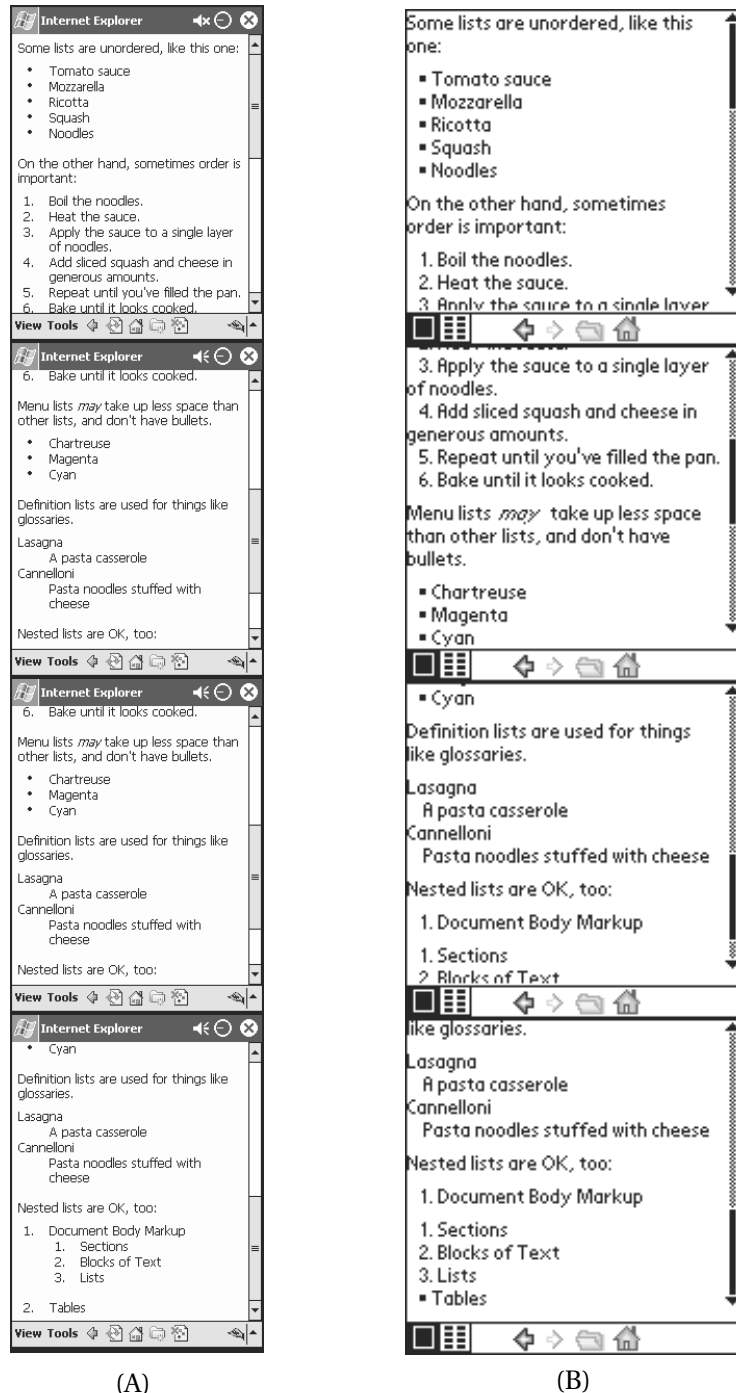 Internet Explorer
Some lists are unordered, like this one:
• Tomato sauce
• Mozzarella
• Ricotta
• Squash
• Noodles
On the other hand, sometimes order is
important:
1. Boil the noodles.
2. Heat the sauce.
3. Apply the sauce to a single layer
of noodles.
4. Add sliced squash and cheese in
generous amounts.
5. Repeat until you've filled the pan.
6. Bake until it looks cooked.
View Tools
Internet Explorer
6. Bake until it looks cooked.
Menu lists may take up less space than
other lists, and don't have bullets.
• Chartreuse
• Magenta
• Cyan
Definition lists are used for things like
glossaries.
Lasagna
A pasta casserole
Cannelloni
Pasta noodles stuffed with
cheese
Nested lists are OK, too:
View Tools
Internet Explorer
6. Bake until it looks cooked.
Menu lists may take up less space than
other lists, and don't have bullets.
• Chartreuse
• Magenta
• Cyan
Definition lists are used for things like
glossaries.
Lasagna
A pasta casserole
Cannelloni
Pasta noodles stuffed with
cheese
Nested lists are OK, too:
View Tools
Internet Explorer
• Cyan
Definition lists are used for things like
glossaries.
Lasagna
A pasta casserole
Cannelloni
Pasta noodles stuffed with
cheese
Nested lists are OK, too:
1. Document Body Markup
1. Sections
2. Blocks of Text
3. Lists
2. Tables
View Tools
(A)
Some lists are unordered, like this
one:
▪ Tomato sauce
▪ Mozzarella
▪ Ricotta
▪ Squash
▪ Noodles
On the other hand, sometimes
order is important:
1. Boil the noodles.
2. Heat the sauce.
3. Apply the sauce to a single layer
3. Apply the sauce to a single layer
of noodles.
4. Add sliced squash and cheese in
generous amounts.
5. Repeat until you've filled the pan.
6. Bake until it looks cooked.
Menu lists may take up less space
than other lists, and don't have
bullets.
▪ Chartreuse
▪ Magenta
▪ Cyan
▪ Cyan
Definition lists are used for things
like glossaries.
Lasagna
A pasta casserole
Cannelloni
Pasta noodles stuffed with cheese
Nested lists are OK, too:
1. Document Body Markup
1. Sections
2. Blocks of Text
like glossaries.
Lasagna
A pasta casserole
Cannelloni
Pasta noodles stuffed with cheese
Nested lists are OK, too:
1. Document Body Markup
1. Sections
2. Blocks of Text
3. Lists
▪ Tables
(B)